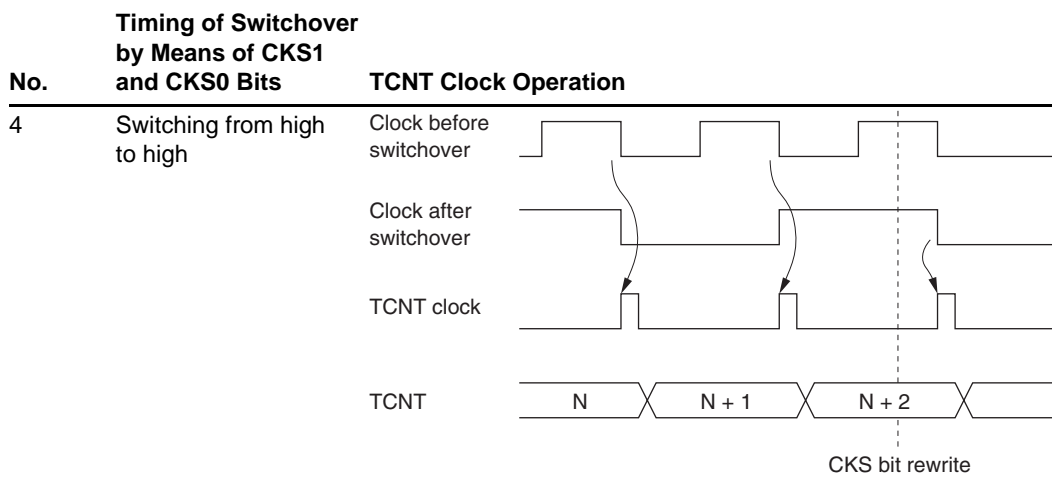 No.
Timing of Switchover
by Means of CKS1
and CKS0 Bits
TCNT Clock Operation
4
Switching from high
to high
Clock before
switchover
Clock after
switchover
TCNT clock
TCNT
N
N + 1
N + 2
CKS bit rewrite